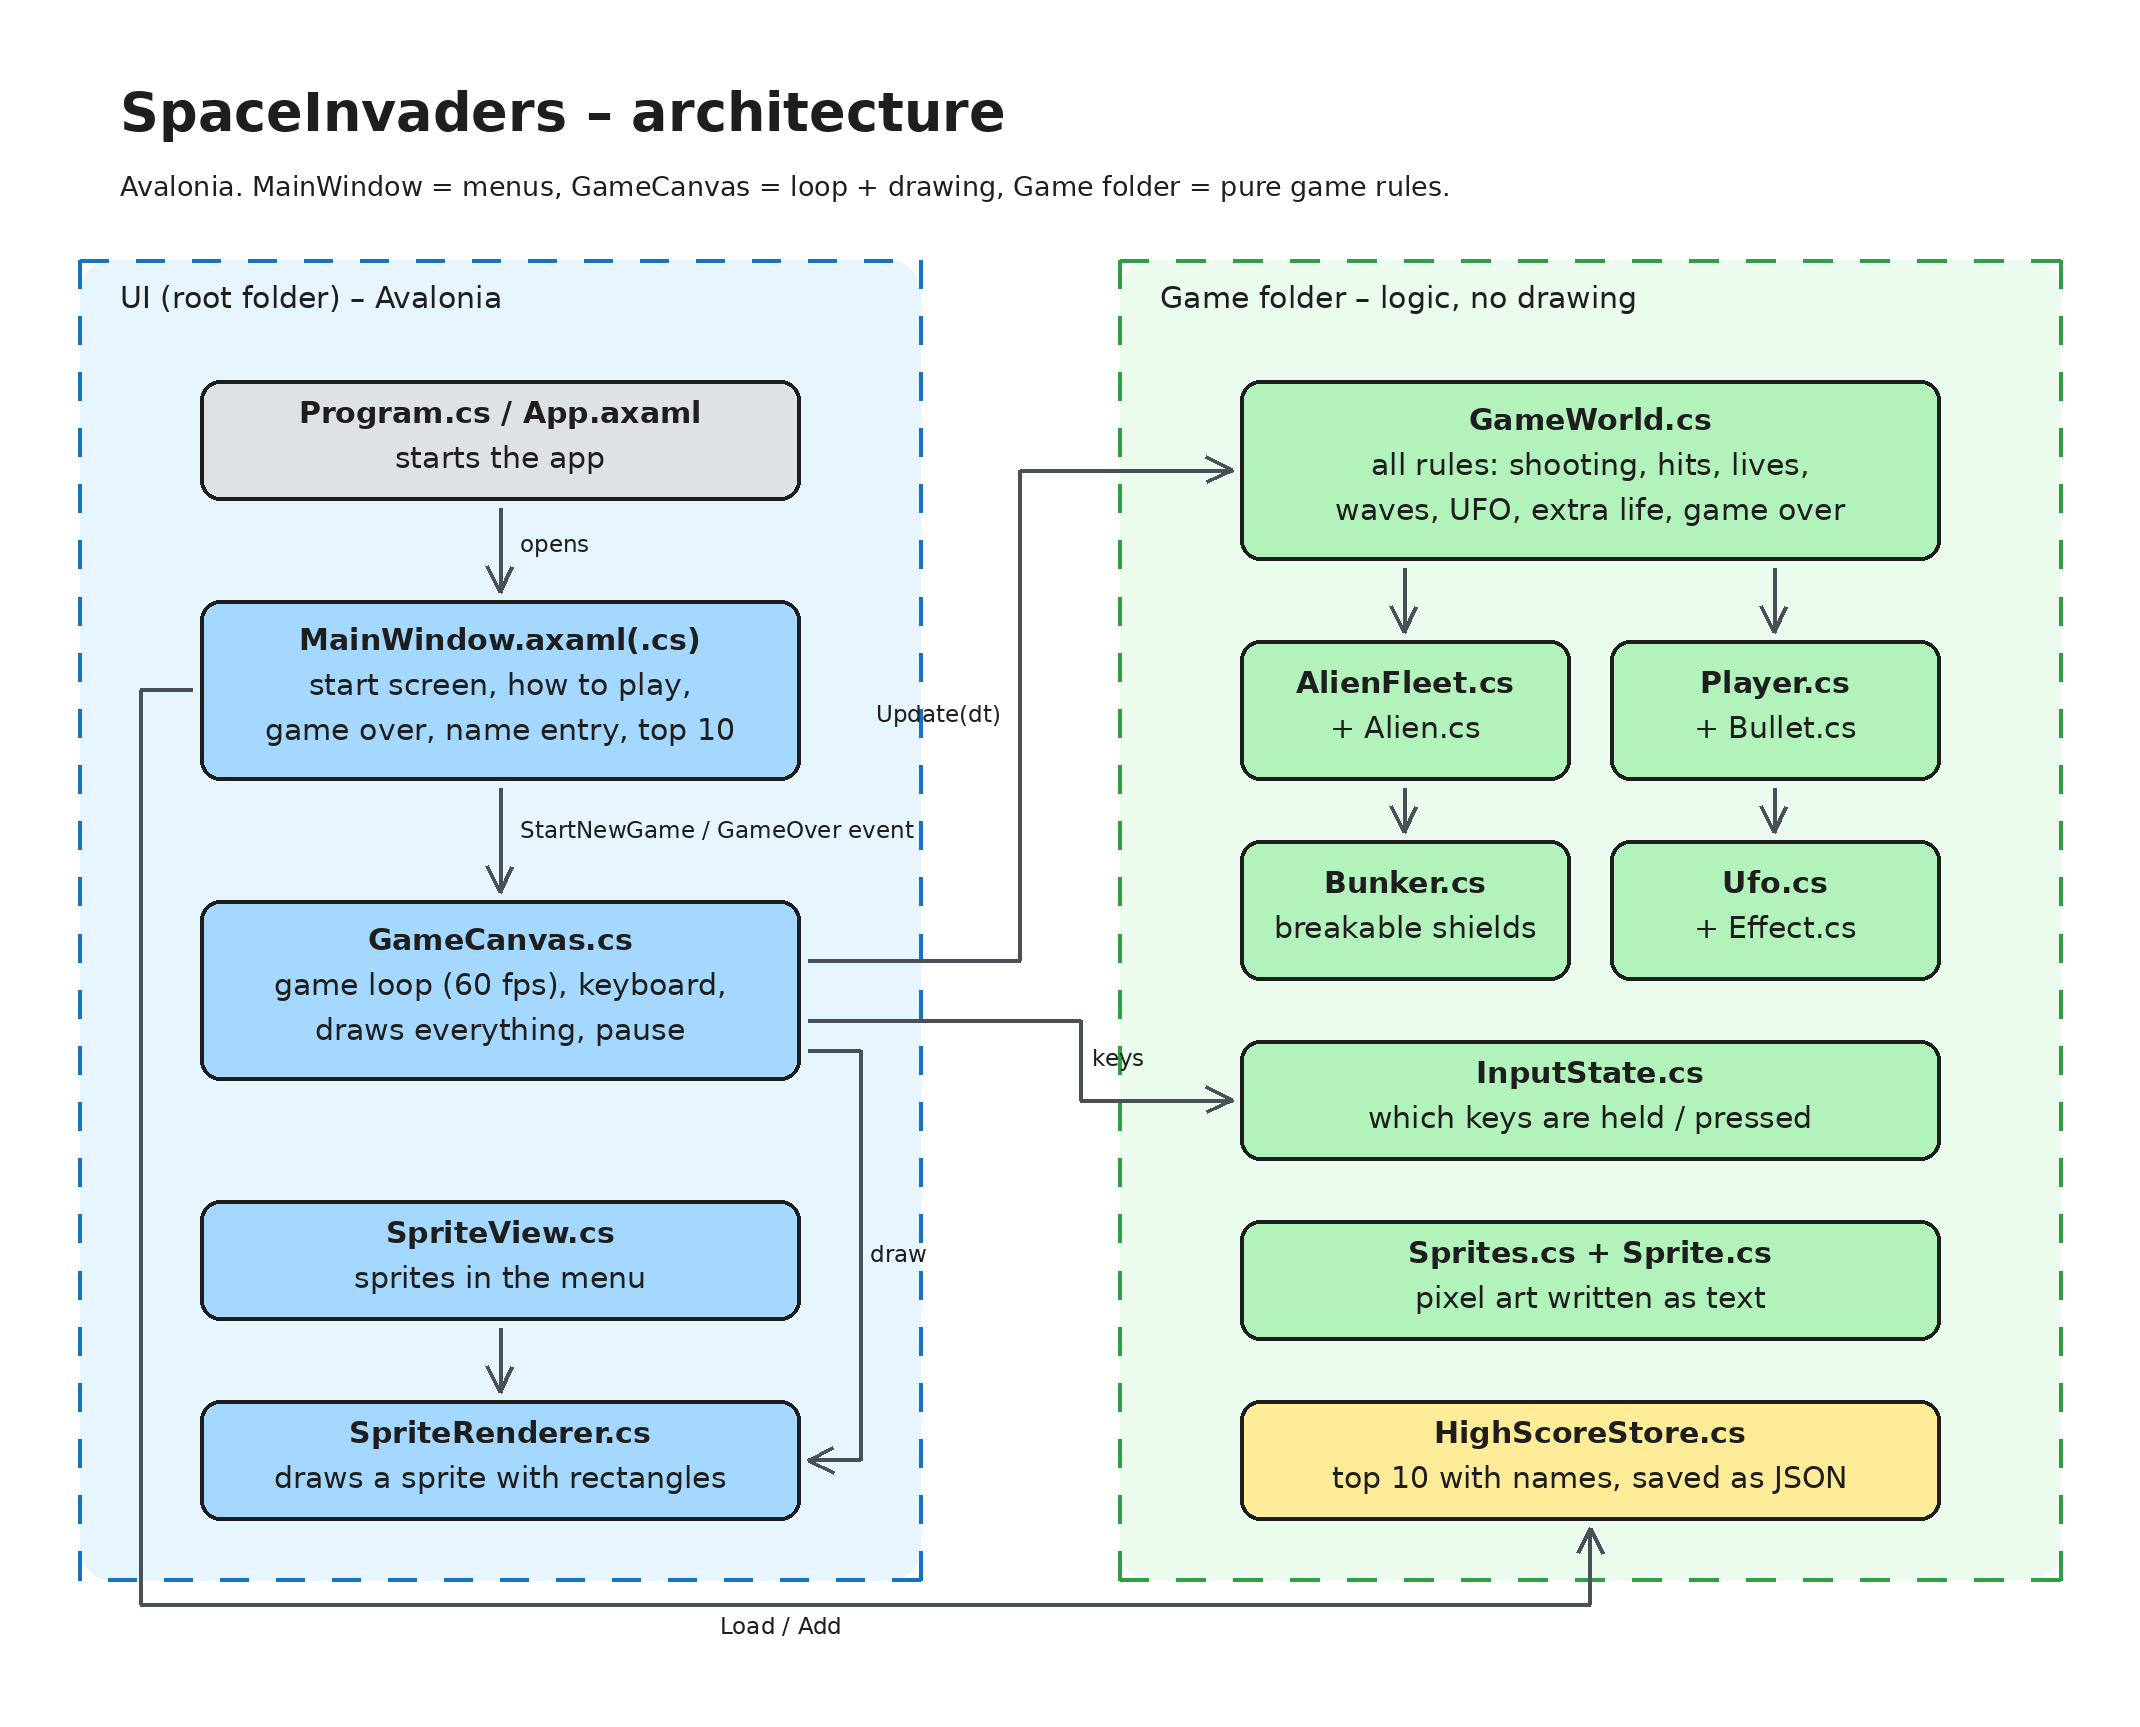 SpaceInvaders – architecture
Avalonia. MainWindow = menus, GameCanvas = loop + drawing, Game folder = pure game rules.
UI (root folder) – Avalonia
Program.cs / App.axaml
starts the app
opens
MainWindow.axaml(.cs)
start screen, how to play,
game over, name entry, top 10
StartNewGame / GameOver event
GameCanvas.cs
game loop (60 fps), keyboard,
draws everything, pause
SpriteView.cs
sprites in the menu
SpriteRenderer.cs
draws a sprite with rectangles
Update(dt)
keys
draw
Load / Add
Game folder – logic, no drawing
GameWorld.cs
all rules: shooting, hits, lives,
waves, UFO, extra life, game over
AlienFleet.cs
+ Alien.cs
Player.cs
+ Bullet.cs
Bunker.cs
breakable shields
Ufo.cs
+ Effect.cs
InputState.cs
which keys are held / pressed
Sprites.cs + Sprite.cs
pixel art written as text
HighScoreStore.cs
top 10 with names, saved as JSON